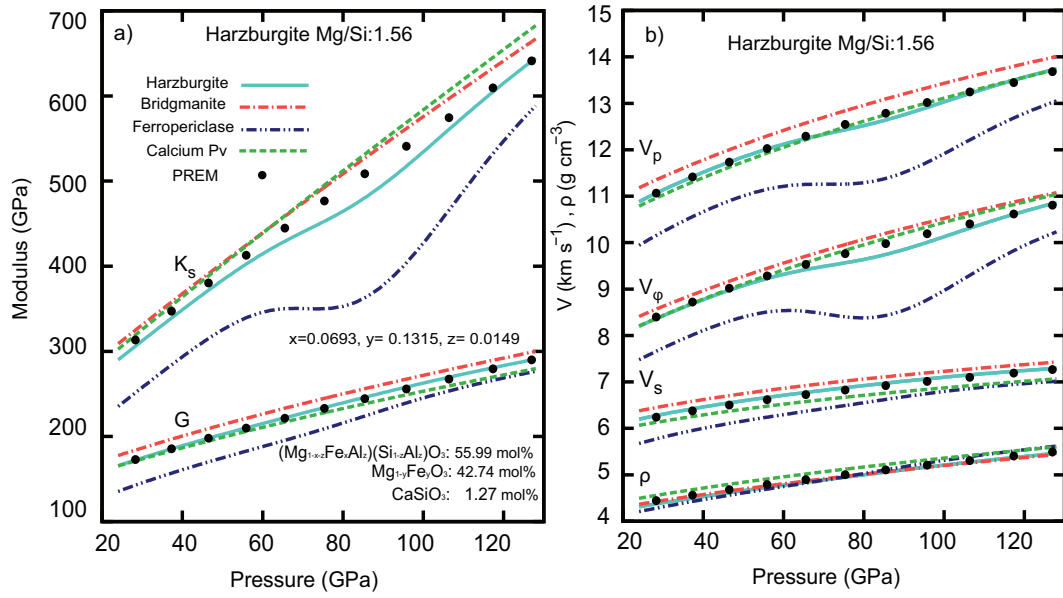 a)
Harzburgite Mg/Si:1.56
Harzburgite
Bridgmanite
Ferropericlase
Calcium Pv
PREM
Kₛ
x=0.0693, y= 0.1315, z= 0.0149
G
(Mg₁₋ₓ₋zFeₓAlz)(Si₁₋zAlz)O₃: 55.99 mol%
Mg₁₋yFeyO₃: 42.74 mol%
CaSiO₃: 1.27 mol%
Modulus (GPa)
700
600
500
400
300
200
100
20 40 60 80 100 120
Pressure (GPa)
b)
Harzburgite Mg/Si:1.56
Vₚ
Vᵩ
Vₛ
ρ
V (km s⁻¹) , ρ (g cm⁻³)
15
14
13
12
11
10
9
8
7
6
5
4
20 40 60 80 100 120
Pressure (GPa)